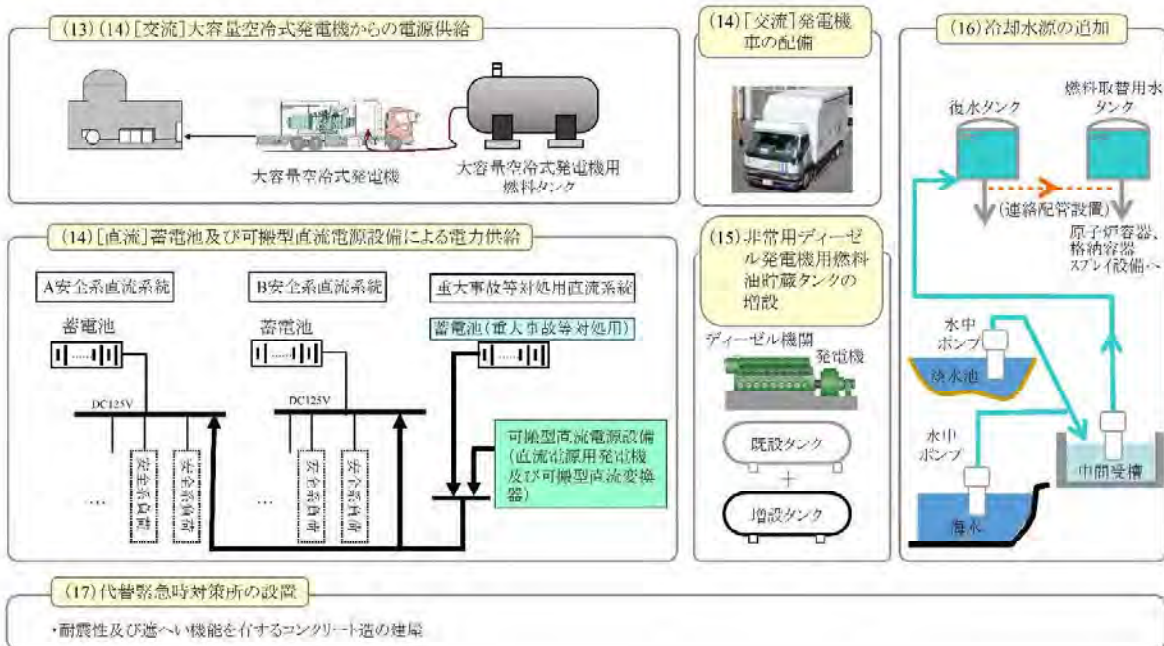 (13)(14)[交流]大容量空冷式発電機からの電源供給
大容量空冷式発電機
大容量空冷式発電機用
燃料タンク
(14)[交流]発電機
車の配備
(16)冷却水源の追加
復水タンク
燃料取替用水
タンク
(連絡配管設置)
原子炉容器、
格納容器
スプレイ設備へ
水中
ポンプ
淡水池
水中
ポンプ
中間受槽
海水
(14)[直流]蓄電池及び可搬型直流電源設備による電力供給
A安全系直流系統
B安全系直流系統
重大事故等対処用直流系統
蓄電池
蓄電池
蓄電池(重大事故等対処用)
DC125V
DC125V
安全系負荷
安全系負荷
安全系負荷
安全系負荷
…
…
可搬型直流電源設備
(直流電源用発電機
及び可搬型直流変換
器)
(15)非常用ディーゼ
ル発電機用燃料
油貯蔵タンクの
増設
ディーゼル機関
発電機
既設タンク
+
増設タンク
(17)代替緊急時対策所の設置
・耐震性及び遮へい機能を有するコンクリート造の建屋